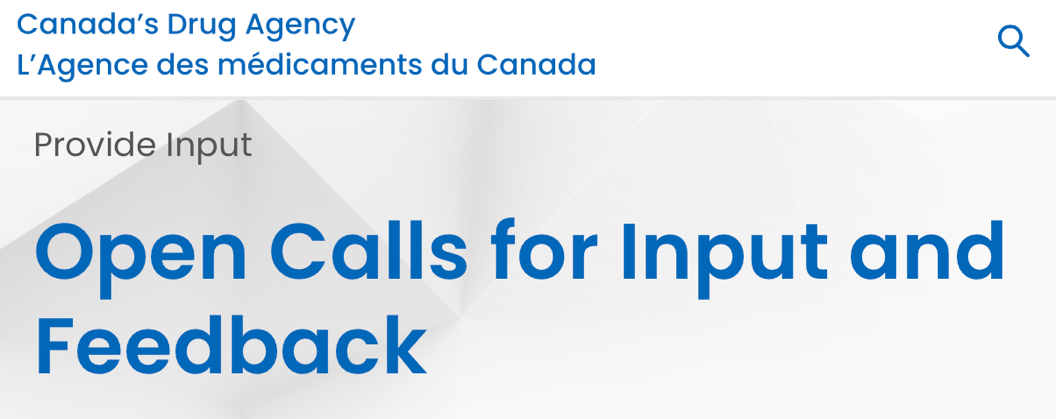 Canada’s Drug Agency
L’Agence des médicaments du Canada
Provide Input
Open Calls for Input and
Feedback